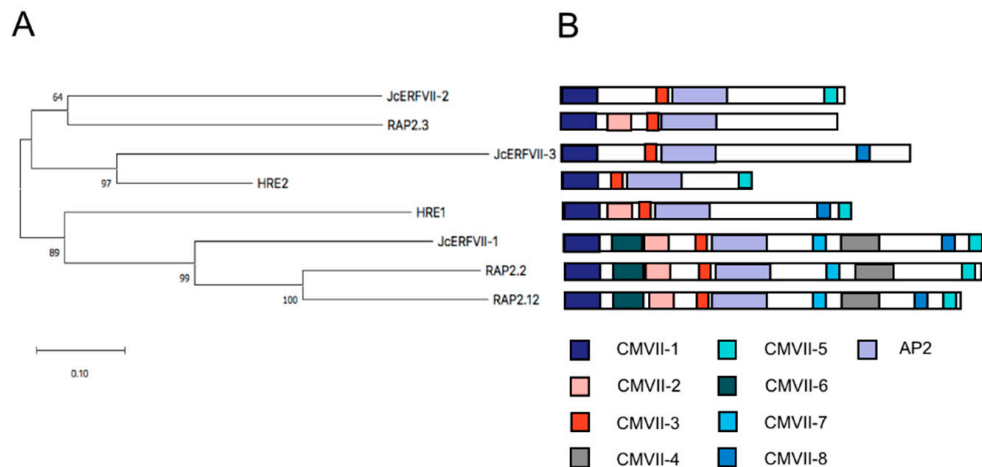 A
B
64
JcERFVII-2
RAP2.3
JcERFVII-3
97
HRE2
HRE1
89
JcERFVII-1
99
RAP2.2
100
RAP2.12
0.10
CMVII-1
CMVII-5
AP2
CMVII-2
CMVII-6
CMVII-3
CMVII-7
CMVII-4
CMVII-8